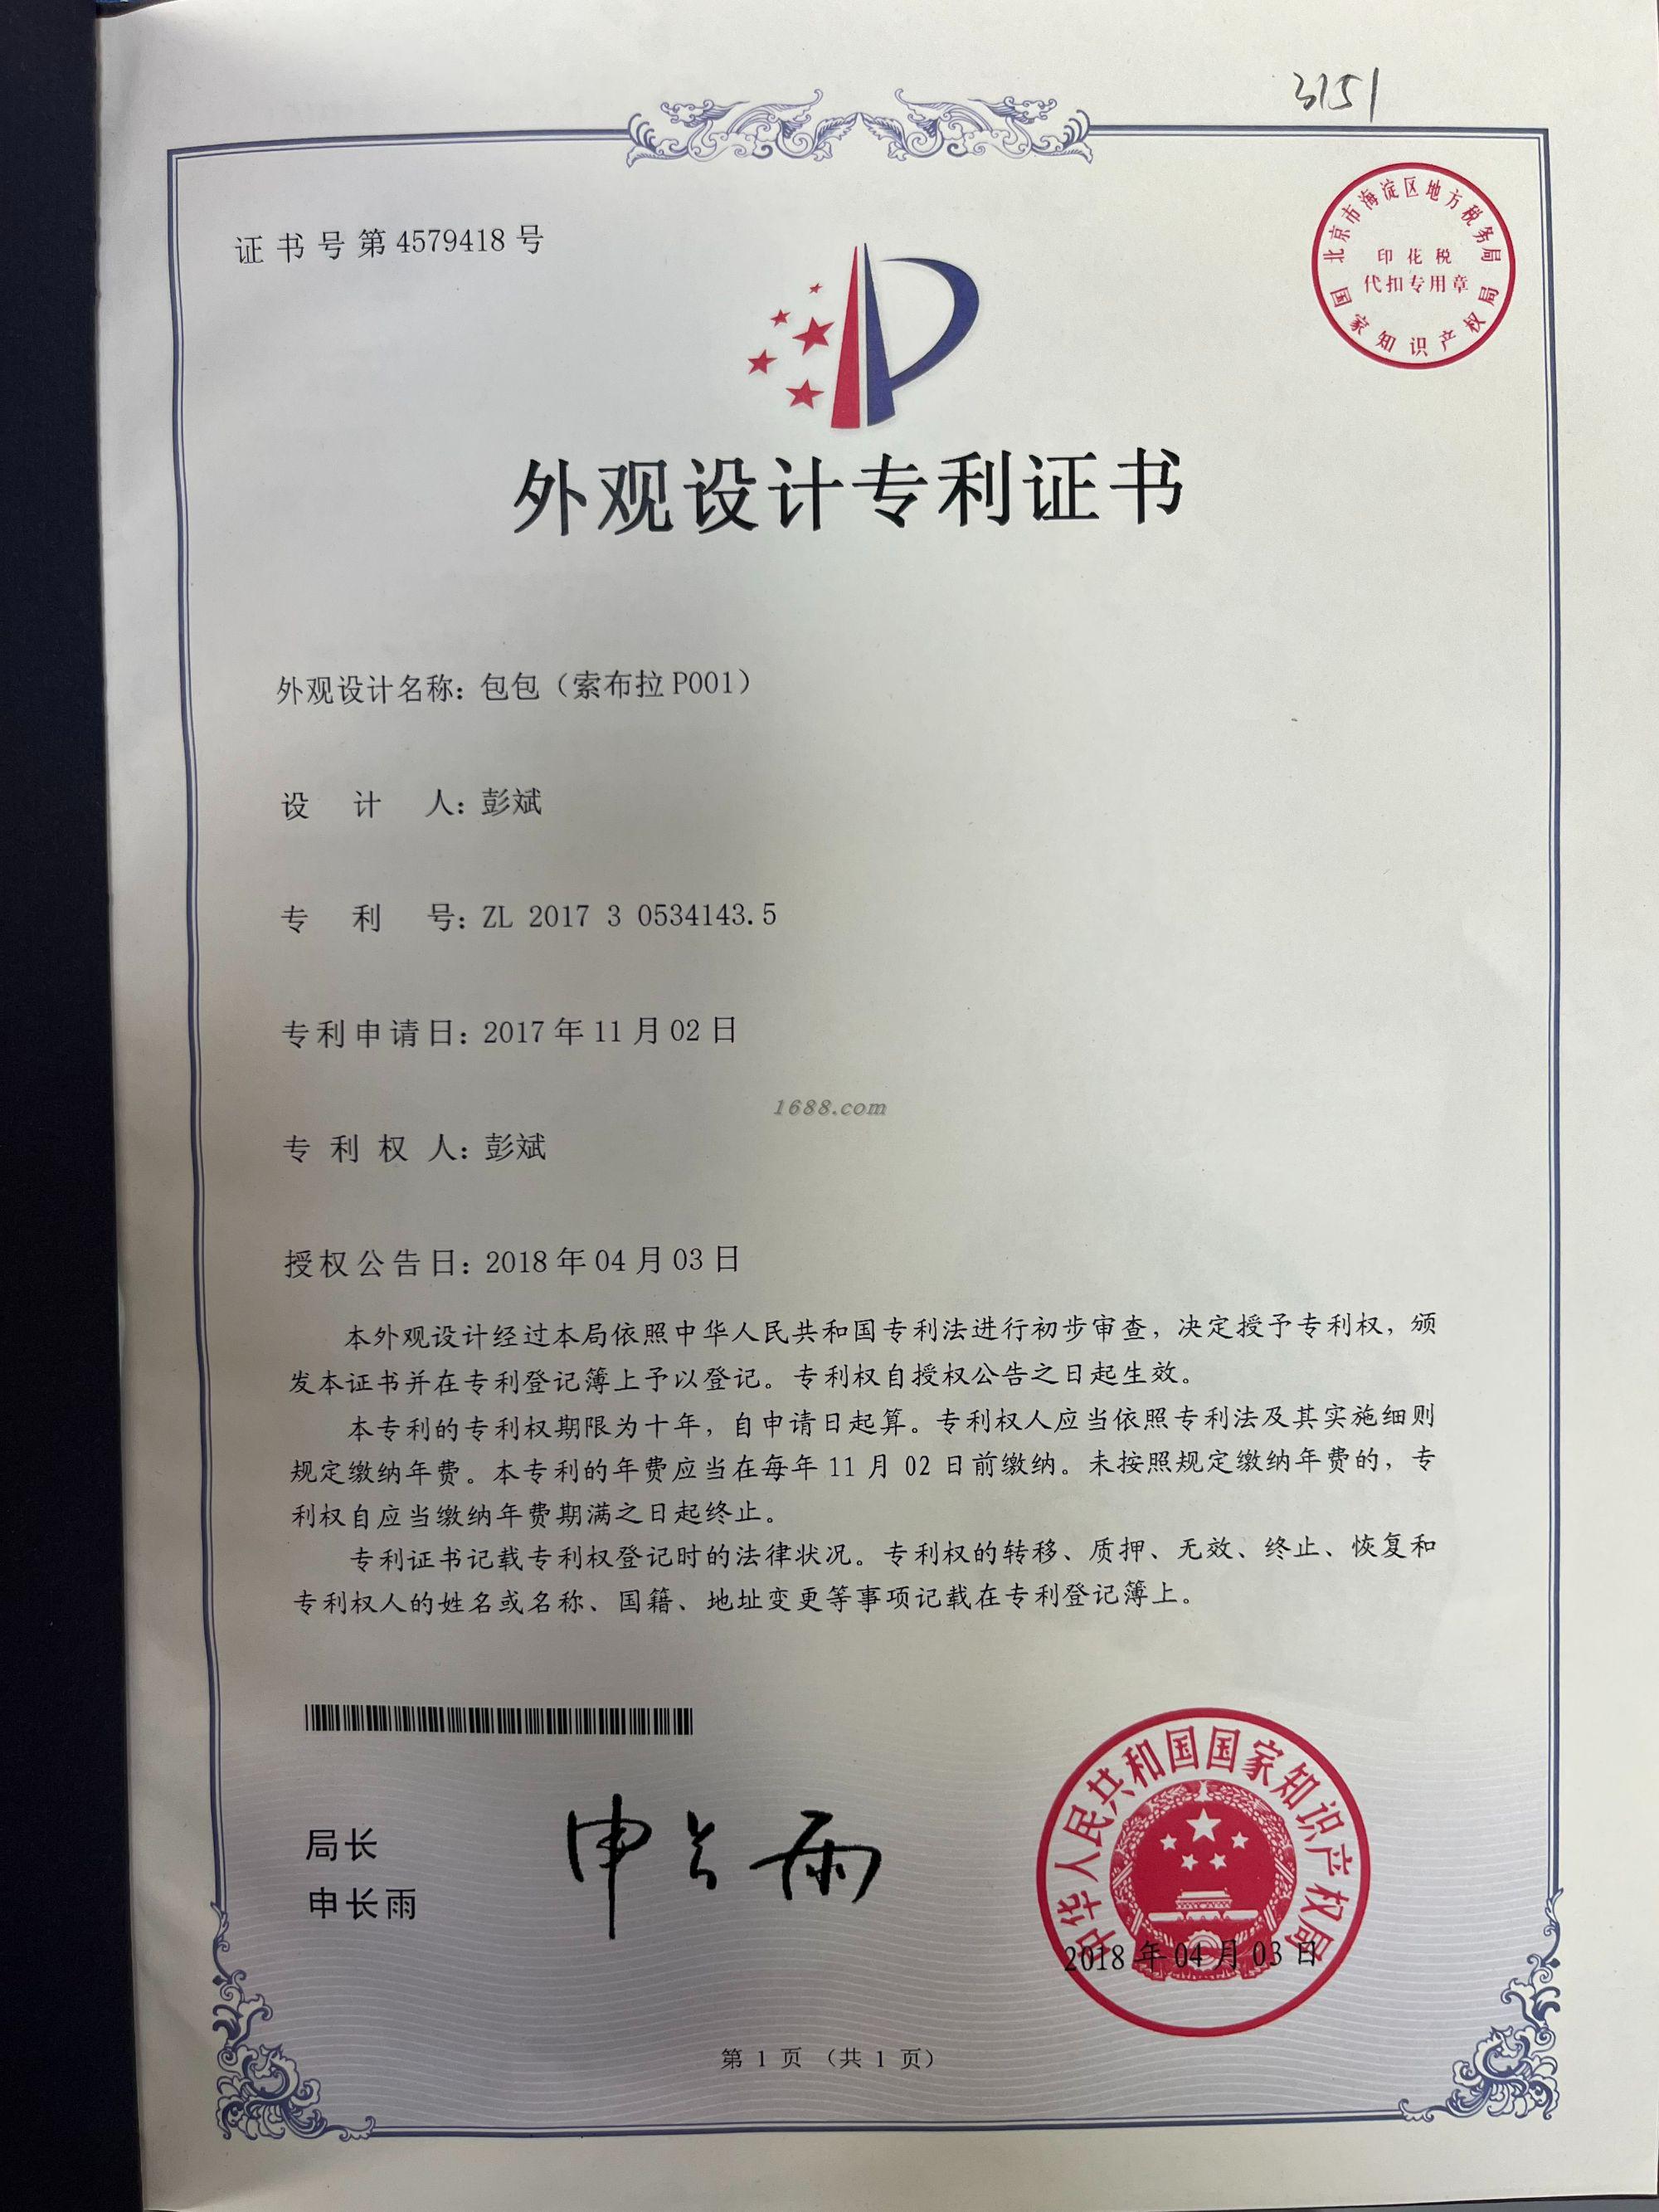 3151
北京市海淀区地方税务局
印花税
代扣专用章
国家知识产权局
证书号第4579418号
外观设计专利证书
外观设计名称：包包（索布拉P001）
设计人：彭斌
专利号：ZL 2017 3 0534143.5
专利申请日：2017年11月02日
1688.com
专利权人：彭斌
授权公告日：2018年04月03日
本外观设计经过本局依照中华人民共和国专利法进行初步审查，决定授予专利权，颁
发本证书并在专利登记簿上予以登记。专利权自授权公告之日起生效。
本专利的专利权期限为十年，自申请日起算。专利权人应当依照专利法及其实施细则
规定缴纳年费。本专利的年费应当在每年11月02日前缴纳。未按照规定缴纳年费的，专
利权自应当缴纳年费期满之日起终止。
专利证书记载专利权登记时的法律状况。专利权的转移、质押、无效、终止、恢复和
专利权人的姓名或名称、国籍、地址变更等事项记载在专利登记簿上。
局长
申长雨
申长雨
中华人民共和国国家知识产权局
2018年04月03日
第1页（共1页）